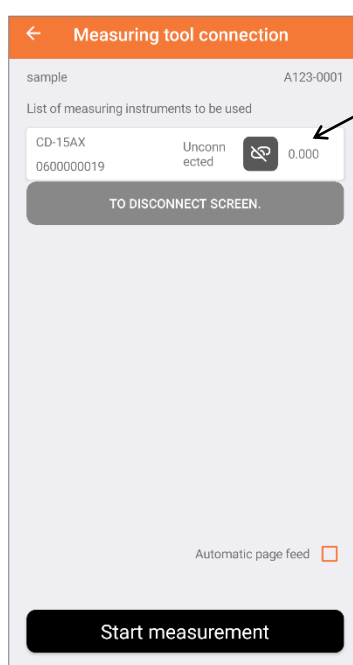 Measuring tool connection
sample A123-0001
List of measuring instruments to be used
CD-15AX
0600000019
Unconn
ected
0.000
TO DISCONNECT SCREEN.
Automatic page feed
Start measurement